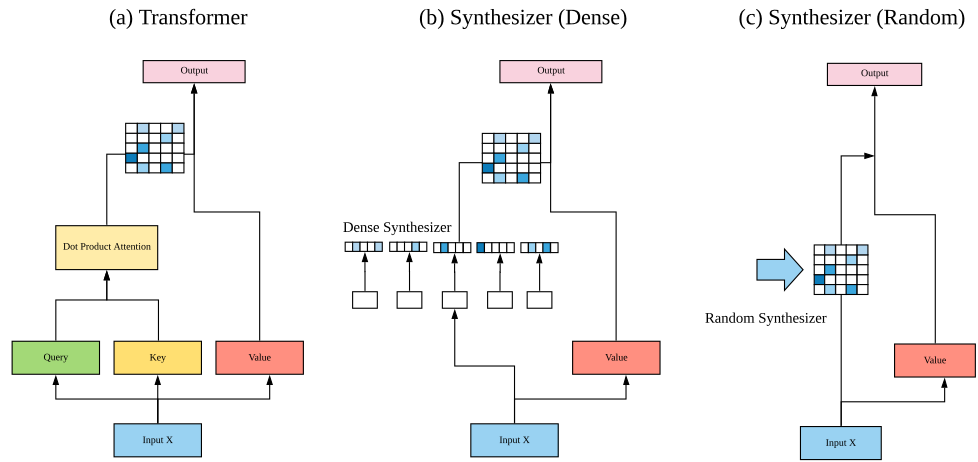 (a) Transformer
Output
Dot Product Attention
Query
Key
Value
Input X
(b) Synthesizer (Dense)
Output
Dense Synthesizer
Value
Input X
(c) Synthesizer (Random)
Output
Random Synthesizer
Value
Input X